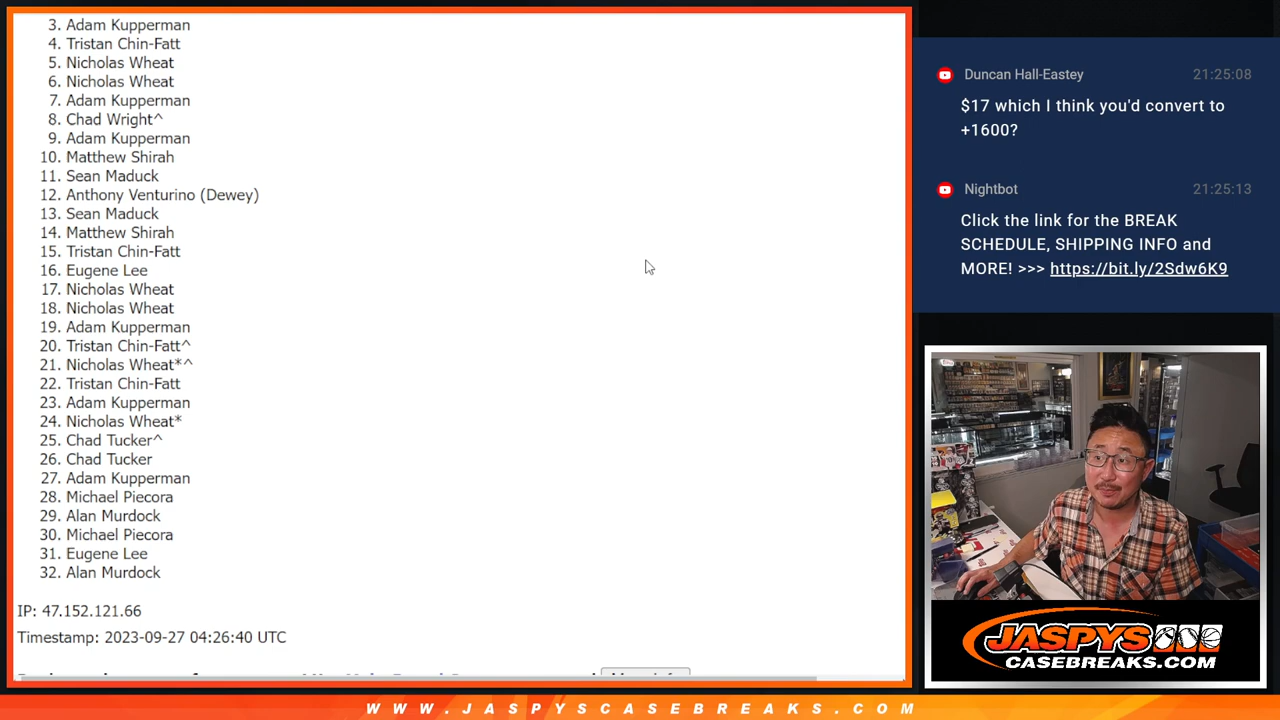 3. Adam Kupperman
4. Tristan Chin-Fatt
5. Nicholas Wheat
6. Nicholas Wheat
7. Adam Kupperman
8. Chad Wright^
9. Adam Kupperman
10. Matthew Shirah
11. Sean Maduck
12. Anthony Venturino (Dewey)
13. Sean Maduck
14. Matthew Shirah
15. Tristan Chin-Fatt
16. Eugene Lee
17. Nicholas Wheat
18. Nicholas Wheat
19. Adam Kupperman
20. Tristan Chin-Fatt^
21. Nicholas Wheat*^
22. Tristan Chin-Fatt
23. Adam Kupperman
24. Nicholas Wheat*
25. Chad Tucker^
26. Chad Tucker
27. Adam Kupperman
28. Michael Piecora
29. Alan Murdock
30. Michael Piecora
31. Eugene Lee
32. Alan Murdock
IP: 47.152.121.66
Timestamp: 2023-09-27 04:26:40 UTC
Duncan Hall-Eastey 21:25:08
$17 which I think you'd convert to
+1600?
Nightbot 21:25:13
Click the link for the BREAK
SCHEDULE, SHIPPING INFO and
MORE! >>> https://bit.ly/2Sdw6K9
JASPYS
CASEBREAKS.COM
WWW.JASPYSCASEBREAKS.COM